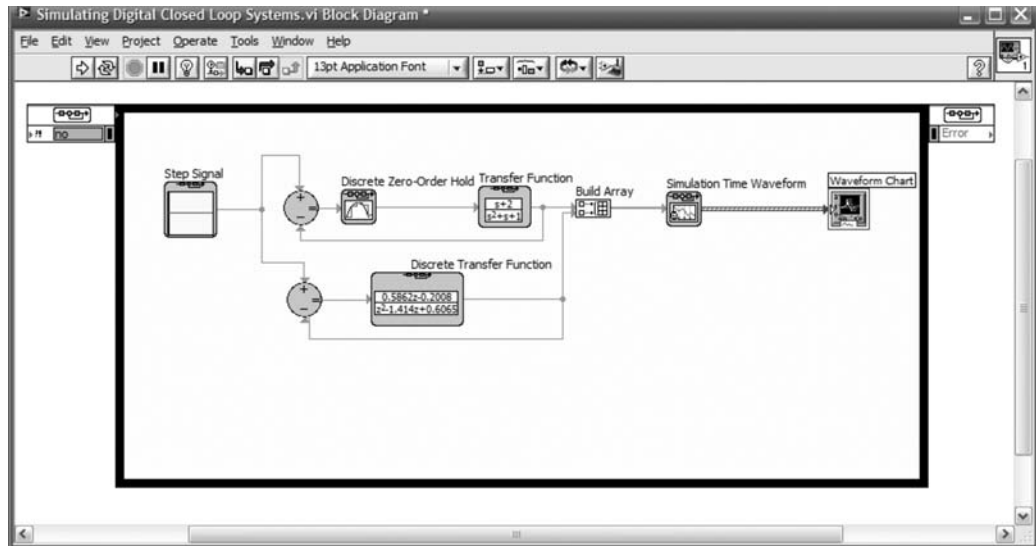 Simulating Digital Closed Loop Systems.vi Block Diagram *
File Edit View Project Operate Tools Window Help
13pt Application Font
1
no
Error
Step Signal
Discrete Zero-Order Hold
Transfer Function
s+2
s²+s+1
Build Array
Simulation Time Waveform
Waveform Chart
Discrete Transfer Function
0.5862z-0.2008
z²-1.414z+0.6065